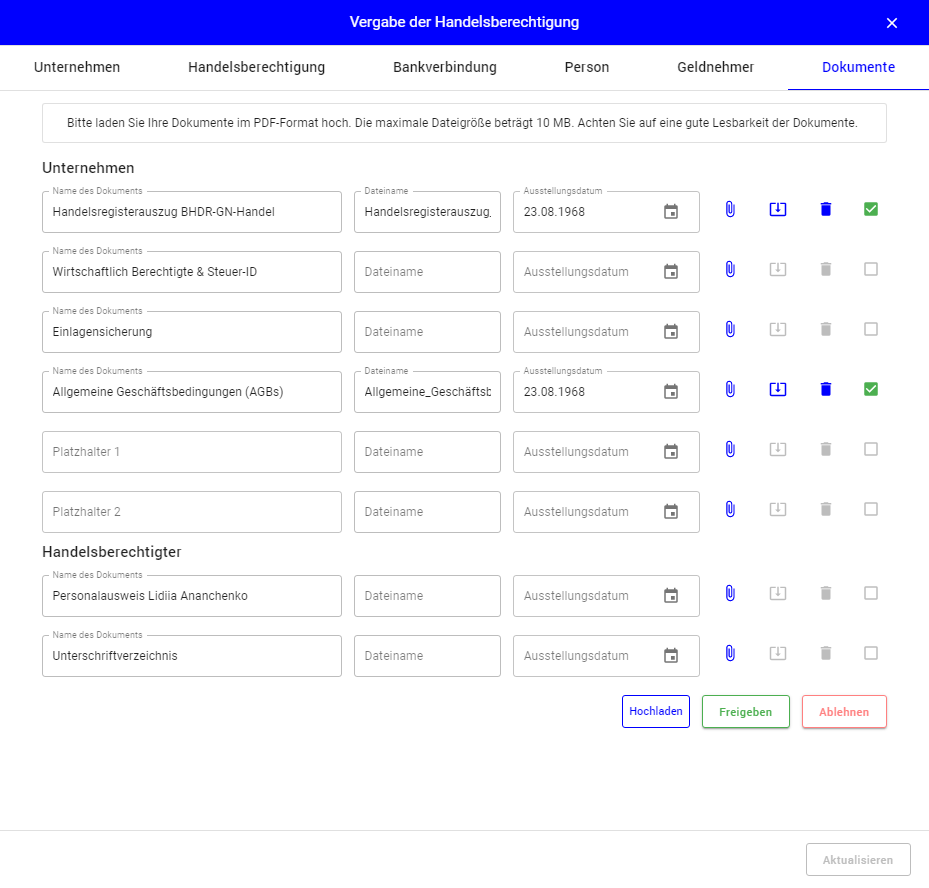 Vergabe der Handelsberechtigung
Unternehmen Handelsberechtigung Bankverbindung Person Geldnehmer Dokumente
Bitte laden Sie Ihre Dokumente im PDF-Format hoch. Die maximale Dateigröße beträgt 10 MB. Achten Sie auf eine gute Lesbarkeit der Dokumente.
Unternehmen
Name des Dokuments Dateiname Ausstellungsdatum
Handelsregisterauszug BHDR-GN-Handel Handelsregisterauszug_ 23.08.1968
Name des Dokuments
Wirtschaftlich Berechtigte & Steuer-ID Dateiname Ausstellungsdatum
Name des Dokuments
Einlagensicherung Dateiname Ausstellungsdatum
Name des Dokuments Dateiname Ausstellungsdatum
Allgemeine Geschäftsbedingungen (AGBs) Allgemeine_Geschäftsb 23.08.1968
Platzhalter 1 Dateiname Ausstellungsdatum
Platzhalter 2 Dateiname Ausstellungsdatum
Handelsberechtigter
Name des Dokuments
Personalausweis Lidiia Ananchenko Dateiname Ausstellungsdatum
Name des Dokuments
Unterschriftverzeichnis Dateiname Ausstellungsdatum
Hochladen Freigeben Ablehnen
Aktualisieren